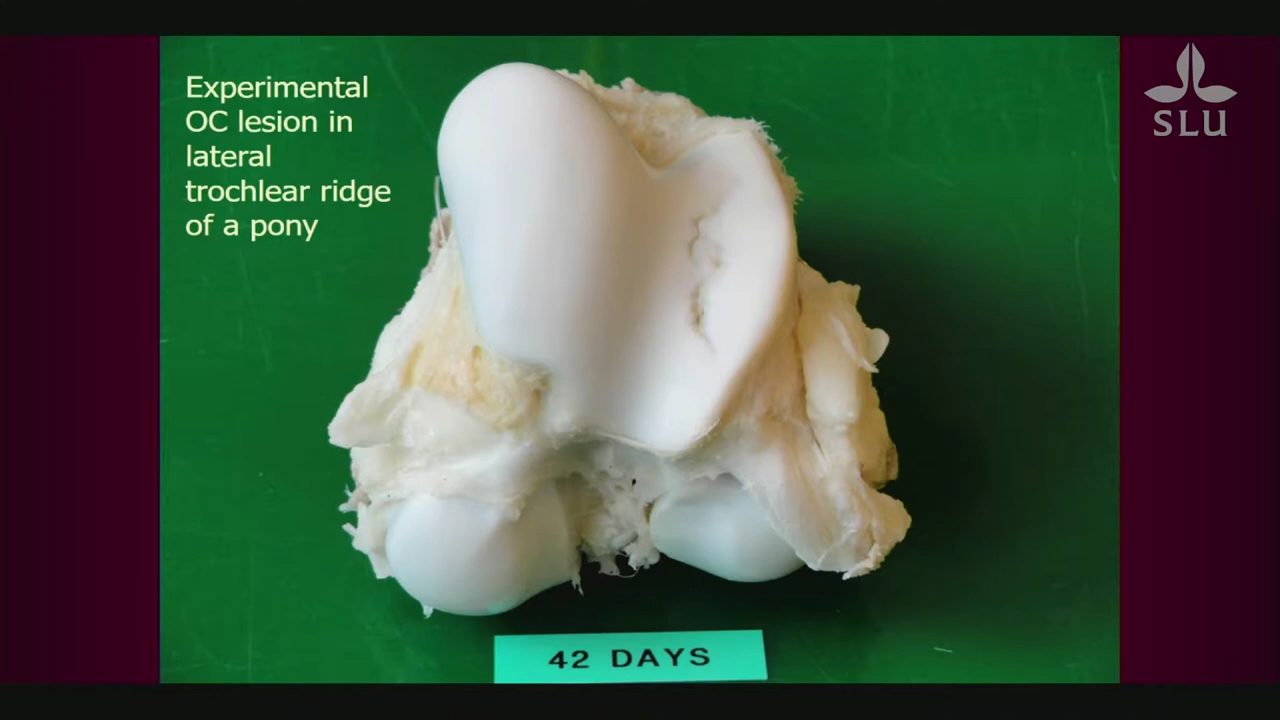 Experimental
OC lesion in
lateral
trochlear ridge
of a pony
SLU
42 DAYS